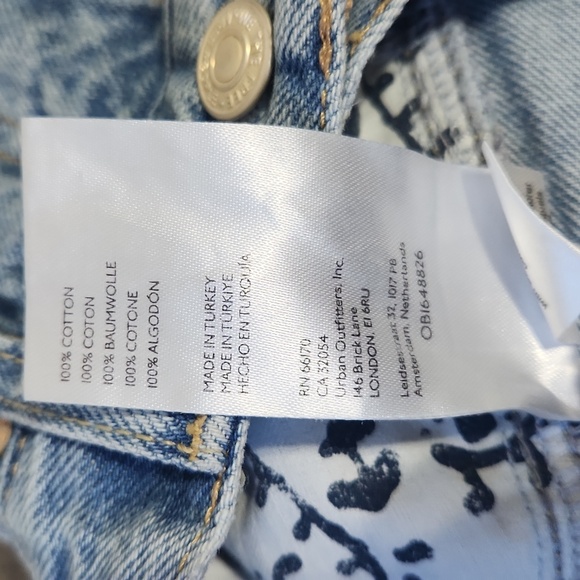 100% COTTON
100% COTON
100% BAUMWOLLE
100% COTONE
100% ALGODÓN
MADE IN TURKEY
MADE IN TURKIYE
HECHO EN TURQUÍA
RN 66170
CA 32054
Urban Outfitters, Inc.
146 Brick Lane
LONDON, E1 6RU
Leidsestraat 32, 1017 PB
Amsterdam, Netherlands
OB1648826